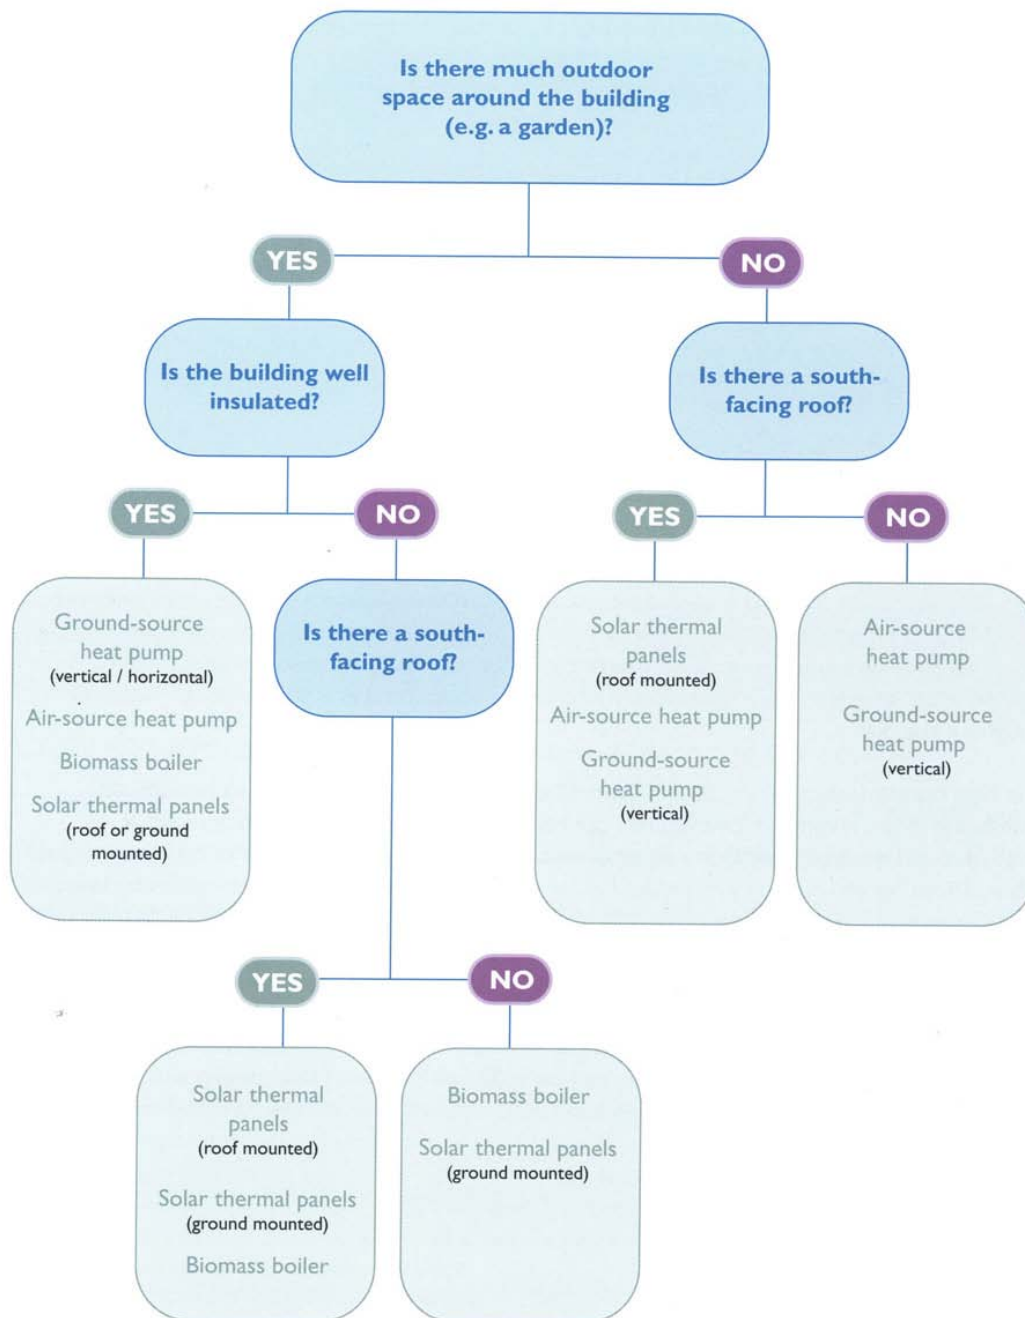 Is there much outdoor
space around the building
(e.g. a garden)?
YES
NO
Is the building well
insulated?
Is there a south-
facing roof?
YES
NO
YES
NO
Ground-source
heat pump
(vertical / horizontal)
Air-source heat pump
Biomass boiler
Solar thermal panels
(roof or ground
mounted)
Is there a south-
facing roof?
Solar thermal
panels
(roof mounted)
Air-source heat pump
Ground-source
heat pump
(vertical)
Air-source
heat pump
Ground-source
heat pump
(vertical)
YES
NO
Solar thermal
panels
(roof mounted)
Solar thermal panels
(ground mounted)
Biomass boiler
Biomass boiler
Solar thermal panels
(ground mounted)